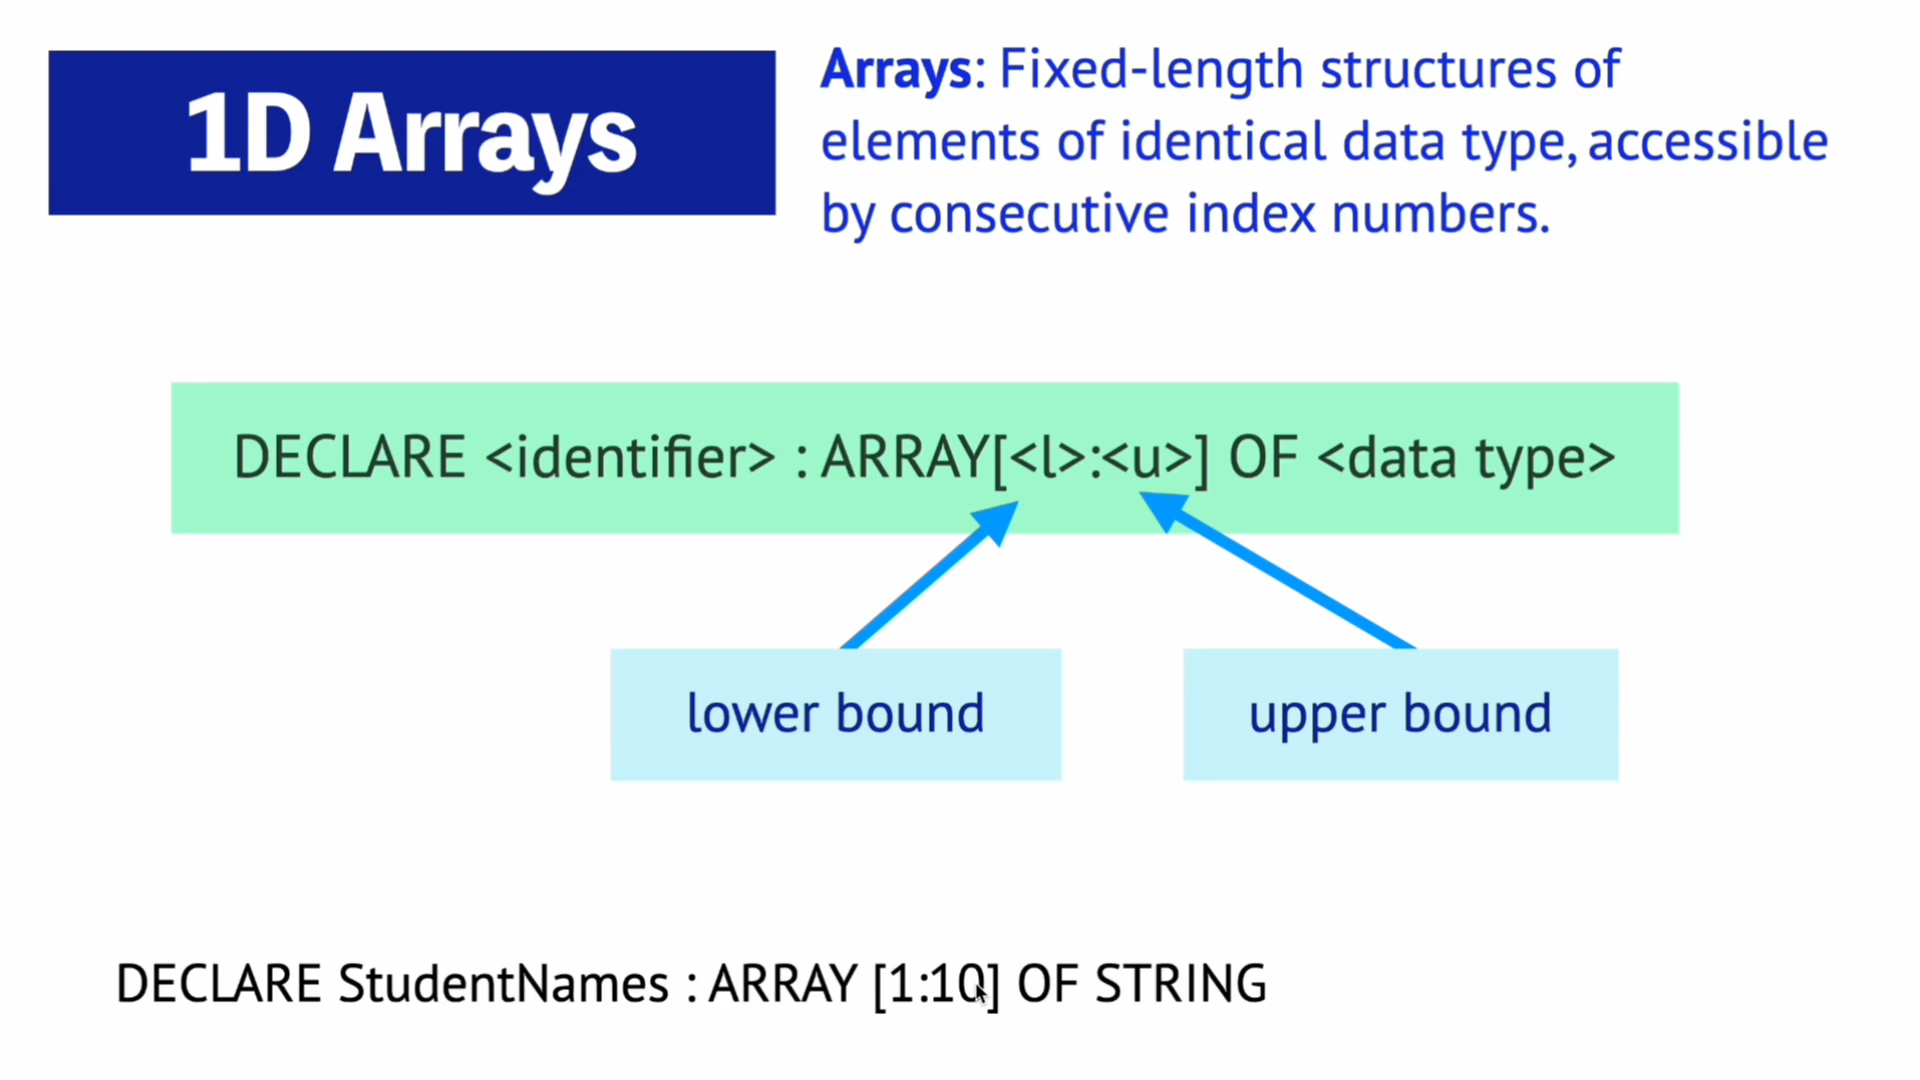 1D Arrays
Arrays: Fixed-length structures of
elements of identical data type, accessible
by consecutive index numbers.
DECLARE <identifier> : ARRAY[<l>:<u>] OF <data type>
lower bound
upper bound
DECLARE StudentNames : ARRAY [1:10] OF STRING